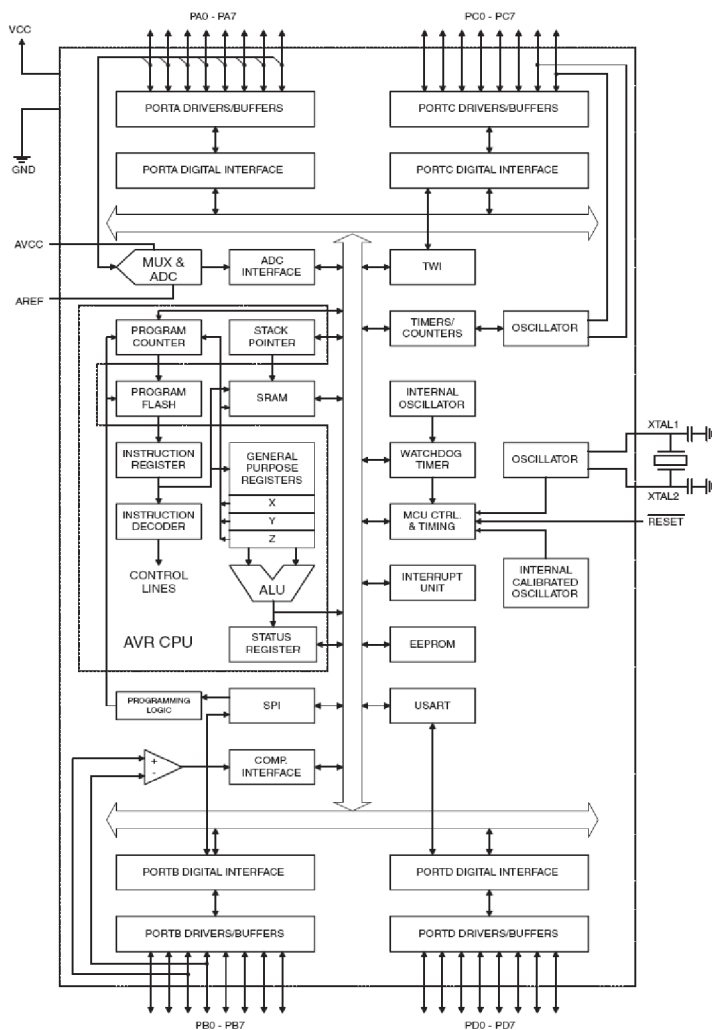 PA0 - PA7
PC0 - PC7
VCC
GND
PORTA DRIVERS/BUFFERS
PORTC DRIVERS/BUFFERS
PORTA DIGITAL INTERFACE
PORTC DIGITAL INTERFACE
AVCC
MUX &
ADC
ADC
INTERFACE
TWI
AREF
PROGRAM
COUNTER
STACK
POINTER
TIMERS/
COUNTERS
OSCILLATOR
PROGRAM
FLASH
SRAM
INTERNAL
OSCILLATOR
XTAL1
INSTRUCTION
REGISTER
GENERAL
PURPOSE
REGISTERS
WATCHDOG
TIMER
OSCILLATOR
X
XTAL2
INSTRUCTION
DECODER
Y
Z
MCU CTRL.
& TIMING
RESET
CONTROL
LINES
ALU
INTERRUPT
UNIT
INTERNAL
CALIBRATED
OSCILLATOR
AVR CPU
STATUS
REGISTER
EEPROM
PROGRAMMING
LOGIC
SPI
USART
+
-
COMP.
INTERFACE
PORTB DIGITAL INTERFACE
PORTD DIGITAL INTERFACE
PORTB DRIVERS/BUFFERS
PORTD DRIVERS/BUFFERS
PB0 - PB7
PD0 - PD7